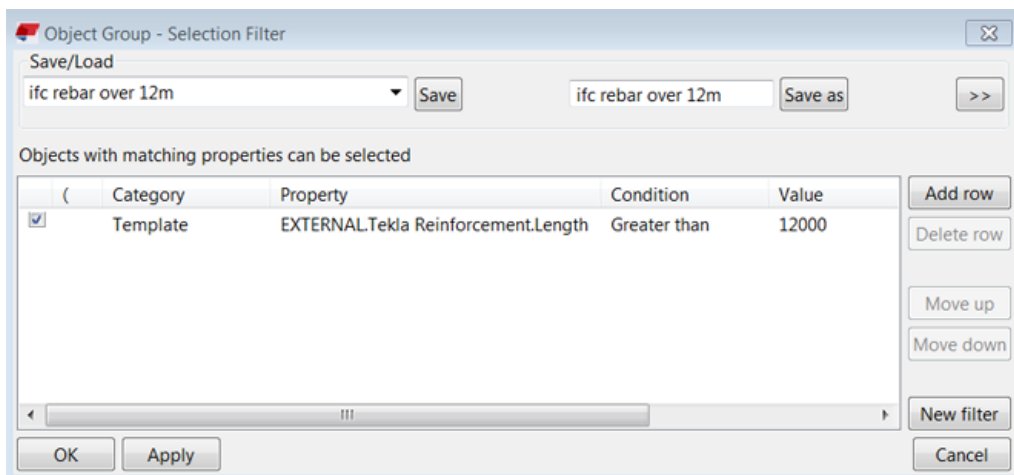 Object Group - Selection Filter
Save/Load
ifc rebar over 12m Save ifc rebar over 12m Save as >>
Objects with matching properties can be selected
( Category Property Condition Value Add row
Template EXTERNAL.Tekla Reinforcement.Length Greater than 12000
Delete row
Move up
Move down
New filter
OK Apply Cancel